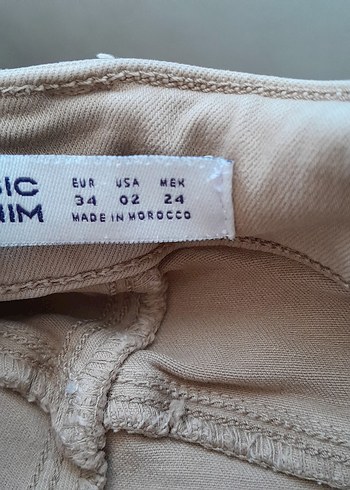 SIC
NIM
EUR USA MEX
34 02 24
MADE IN MOROCCO